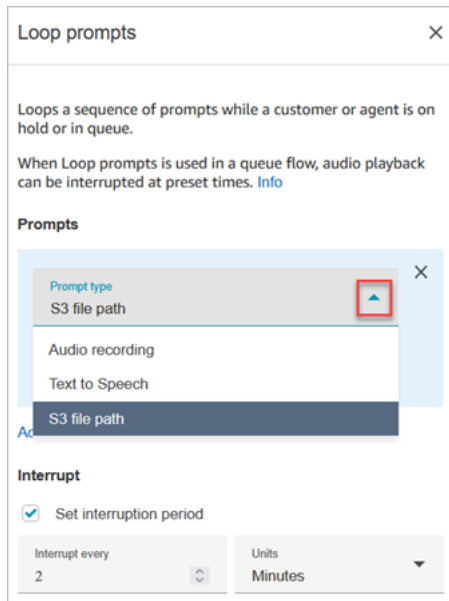 Loop prompts
Loops a sequence of prompts while a customer or agent is on
hold or in queue.
When Loop prompts is used in a queue flow, audio playback
can be interrupted at preset times. Info
Prompts
Prompt type
S3 file path
Audio recording
Text to Speech
S3 file path
Interrupt
Set interruption period
Interrupt every
2
Units
Minutes